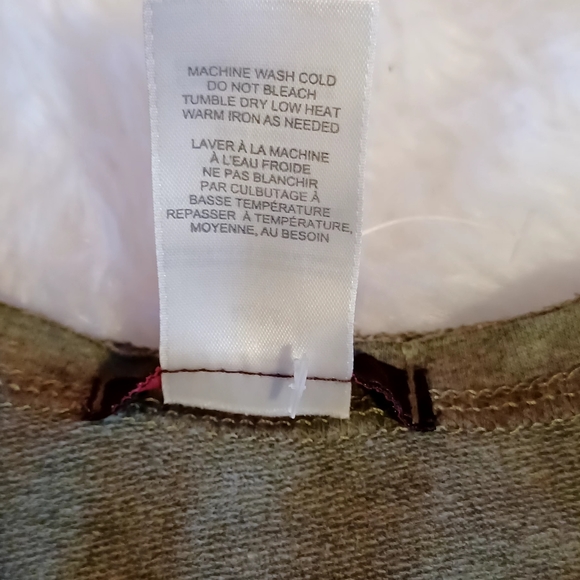 MACHINE WASH COLD
DO NOT BLEACH
TUMBLE DRY LOW HEAT
WARM IRON AS NEEDED
LAVER À LA MACHINE
À L'EAU FROIDE
NE PAS BLANCHIR
PAR CULBUTAGE À
BASSE TEMPÉRATURE
REPASSER À TEMPÉRATURE,
MOYENNE, AU BESOIN